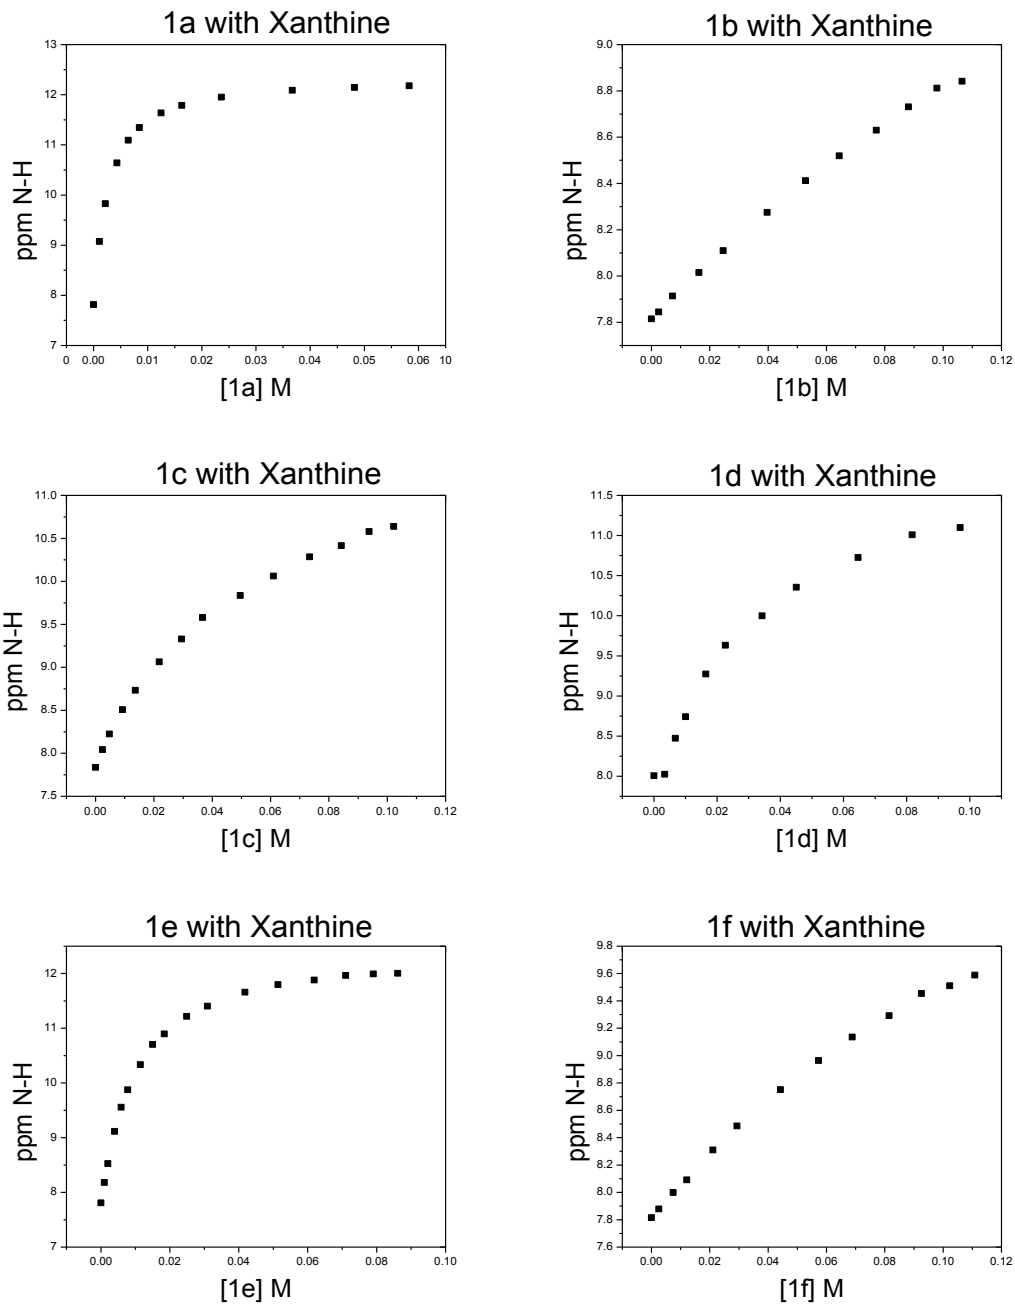 1a with Xanthine
13
12
11
10
9
8
7
ppm N-H
0 0.00 0.01 0.02 0.03 0.04 0.05 0.06 10
[1a] M
1b with Xanthine
9.0
8.8
8.6
8.4
8.2
8.0
7.8
ppm N-H
0.00 0.02 0.04 0.06 0.08 0.10 0.12
[1b] M
1c with Xanthine
11.0
10.5
10.0
9.5
9.0
8.5
8.0
7.5
ppm N-H
0.00 0.02 0.04 0.06 0.08 0.10 0.12
[1c] M
1d with Xanthine
11.5
11.0
10.5
10.0
9.5
9.0
8.5
8.0
ppm N-H
0.00 0.02 0.04 0.06 0.08 0.10
[1d] M
1e with Xanthine
12
11
10
9
8
7
ppm N-H
0.00 0.02 0.04 0.06 0.08 0.10
[1e] M
1f with Xanthine
9.8
9.6
9.4
9.2
9.0
8.8
8.6
8.4
8.2
8.0
7.8
7.6
ppm N-H
0.00 0.02 0.04 0.06 0.08 0.10 0.12
[1f] M